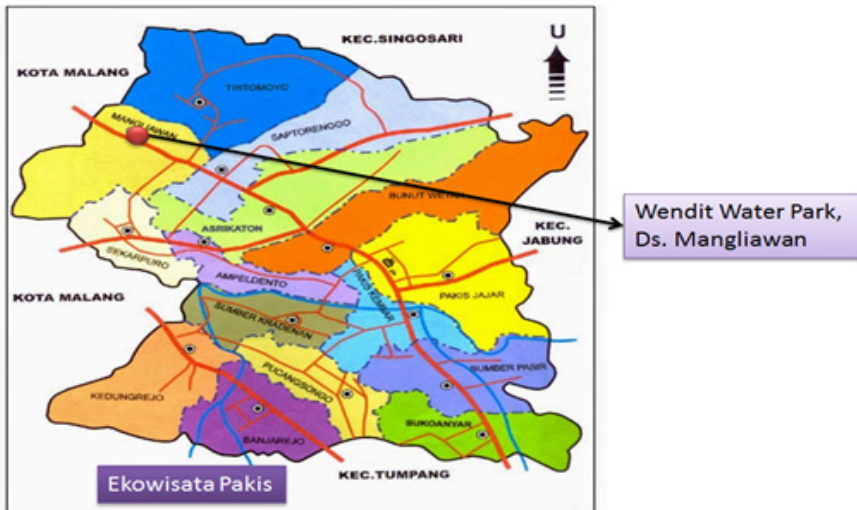 KEC.SINGOSARI
U
KOTA MALANG
TIRTOMOYO
MANGLIAWAN
SAPTORENGGO
BUNUT WETAN
Wendit Water Park,
Ds. Mangliawan
ASRIKATON
KEC.
JABUNG
SEKARPURO
AMPELDENTO
PAKIS KEMBAR
PAKIS JAJAR
KOTA MALANG
SUMBER KRADENAN
PUCANGSONGO
SUMBER PASIR
KEDUNGREJO
SUKOANYAR
BANJAREJO
KEC.TUMPANG
Ekowisata Pakis